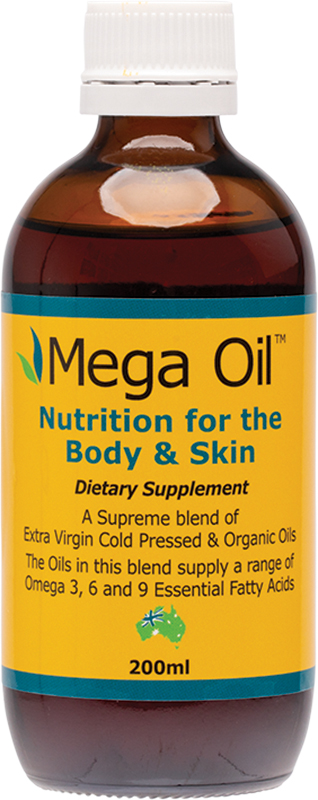 Mega Oil™
Nutrition for the
Body & Skin
Dietary Supplement
A Supreme blend of
Extra Virgin Cold Pressed & Organic Oils
The Oils in this blend supply a range of
Omega 3, 6 and 9 Essential Fatty Acids
200ml